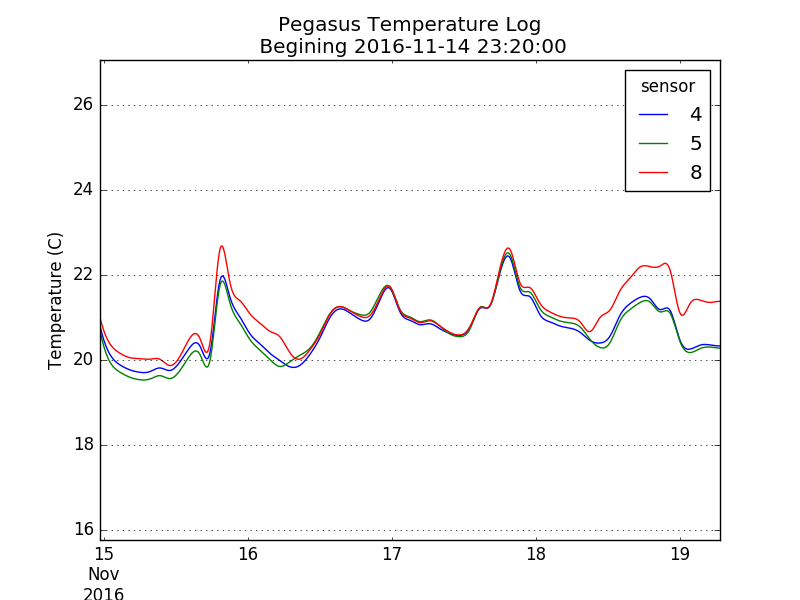 Pegasus Temperature Log
Begining 2016-11-14 23:20:00
sensor
4
5
8
Temperature (C)
26
24
22
20
18
16
15 16 17 18 19
Nov
2016